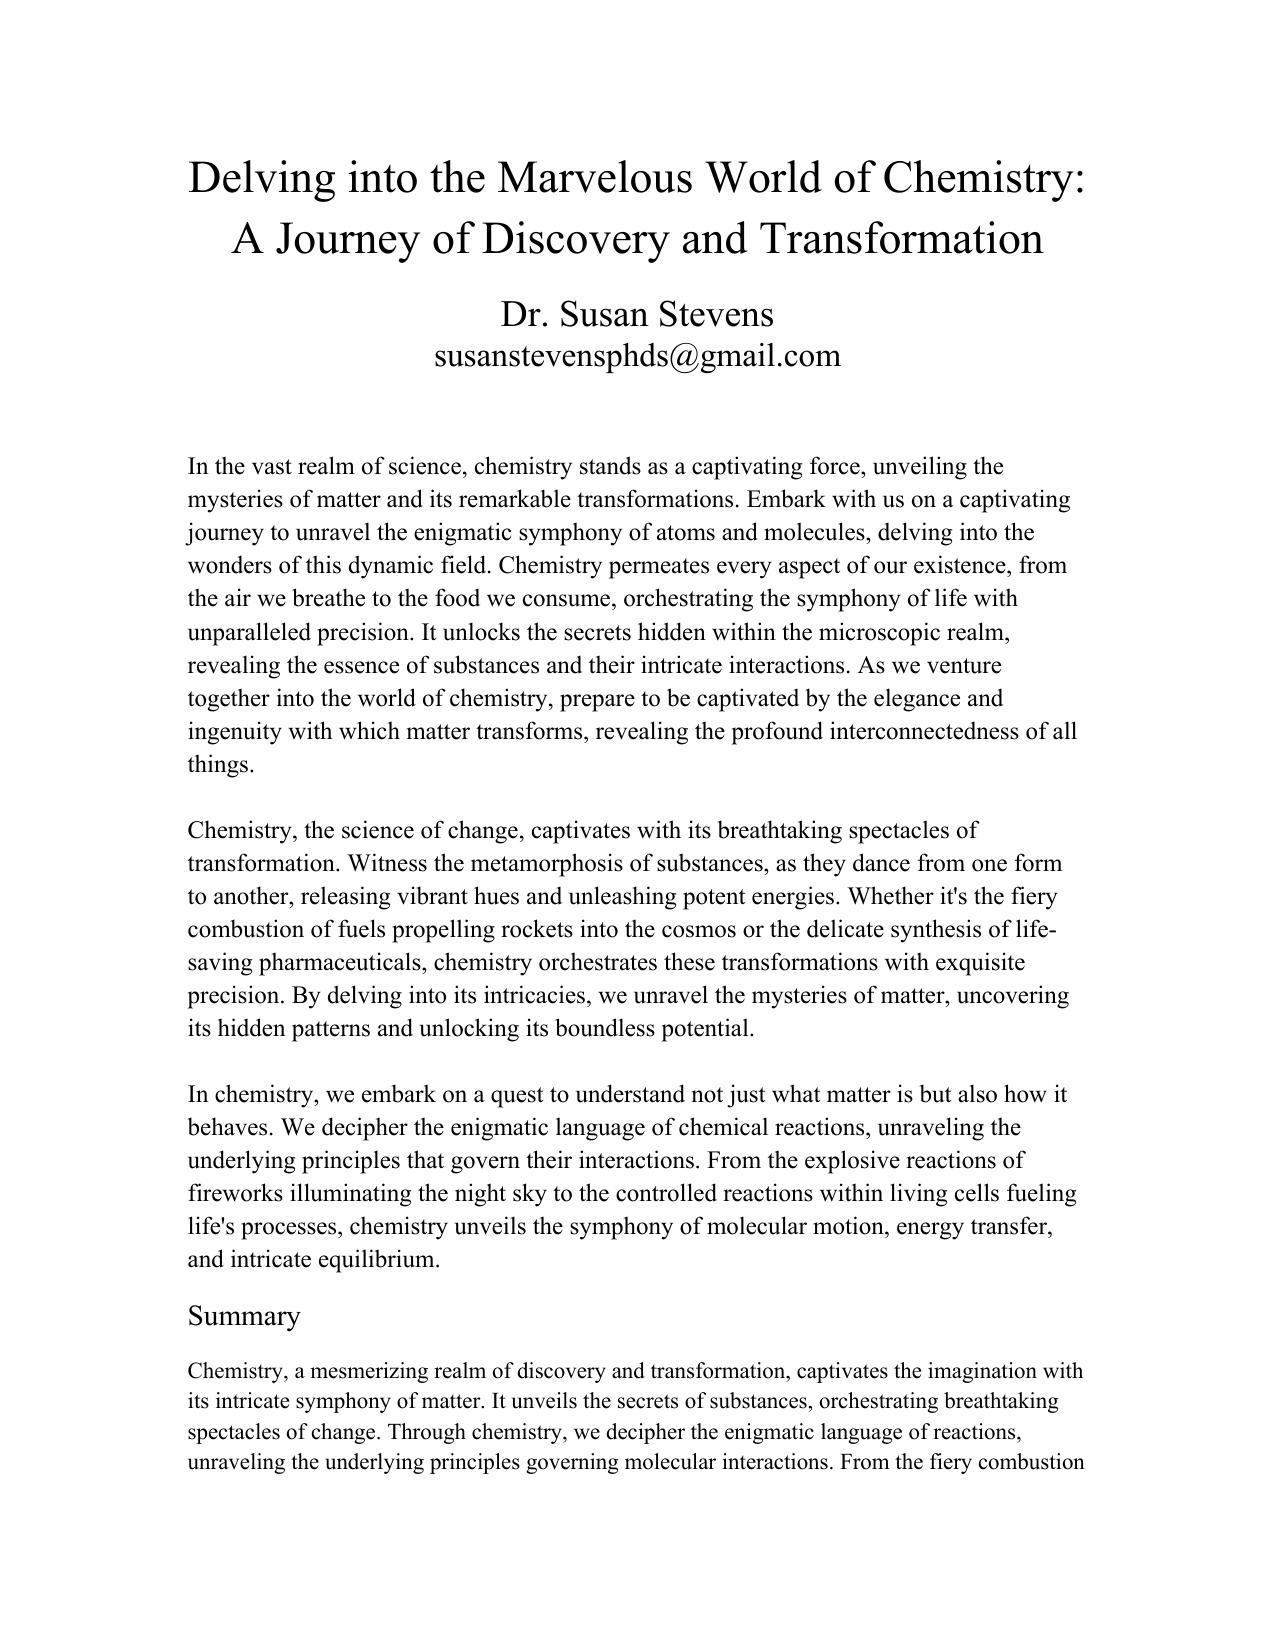 Delving into the Marvelous World of Chemistry:
A Journey of Discovery and Transformation
Dr. Susan Stevens
susanstevensphds@gmail.com
In the vast realm of science, chemistry stands as a captivating force, unveiling the
mysteries of matter and its remarkable transformations. Embark with us on a captivating
journey to unravel the enigmatic symphony of atoms and molecules, delving into the
wonders of this dynamic field. Chemistry permeates every aspect of our existence, from
the air we breathe to the food we consume, orchestrating the symphony of life with
unparalleled precision. It unlocks the secrets hidden within the microscopic realm,
revealing the essence of substances and their intricate interactions. As we venture
together into the world of chemistry, prepare to be captivated by the elegance and
ingenuity with which matter transforms, revealing the profound interconnectedness of all
things.
Chemistry, the science of change, captivates with its breathtaking spectacles of
transformation. Witness the metamorphosis of substances, as they dance from one form
to another, releasing vibrant hues and unleashing potent energies. Whether it's the fiery
combustion of fuels propelling rockets into the cosmos or the delicate synthesis of life-
saving pharmaceuticals, chemistry orchestrates these transformations with exquisite
precision. By delving into its intricacies, we unravel the mysteries of matter, uncovering
its hidden patterns and unlocking its boundless potential.
In chemistry, we embark on a quest to understand not just what matter is but also how it
behaves. We decipher the enigmatic language of chemical reactions, unraveling the
underlying principles that govern their interactions. From the explosive reactions of
fireworks illuminating the night sky to the controlled reactions within living cells fueling
life's processes, chemistry unveils the symphony of molecular motion, energy transfer,
and intricate equilibrium.
Summary
Chemistry, a mesmerizing realm of discovery and transformation, captivates the imagination with
its intricate symphony of matter. It unveils the secrets of substances, orchestrating breathtaking
spectacles of change. Through chemistry, we decipher the enigmatic language of reactions,
unraveling the underlying principles governing molecular interactions. From the fiery combustion